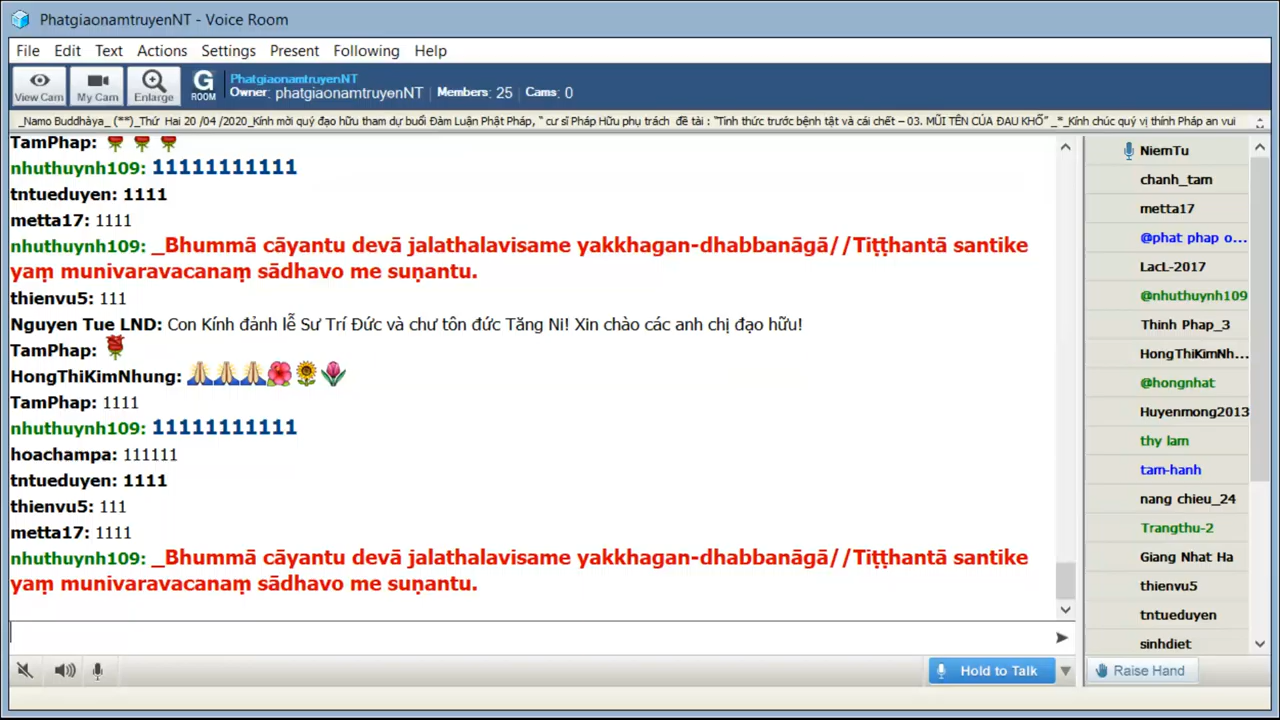 PhatgiaonamtruyenNT - Voice Room
File Edit Text Actions Settings Present Following Help
View Cam My Cam Enlarge G ROOM PhatgiaonamtruyenNT
Owner: phatgiaonamtruyenNT Members: 25 Cams: 0
_Namo Buddhàya_ (**)_Thứ Hai 20 /04 /2020_Kính mời quý đạo hữu tham dự buổi Đàm Luận Phật Pháp, “ cư sĩ Pháp Hữu phụ trách đề tài : “Tỉnh thức trước bệnh tật và cái chết – 03. MŨI TÊN CỦA ĐAU KHỔ” _*_Kính chúc quý vị thính Pháp an vui
TamPhap: 🌹 🌹 🌹
nhuthuynh109: 11111111111
tntueduyen: 1111
metta17: 1111
nhuthuynh109: _Bhummā cāyantu devā jalathalavisame yakkhagan-dhabbanāgā//Tiṭṭhantā santike
yaṃ munivaravacanaṃ sādhavo me suṇantu.
thienvu5: 111
Nguyen Tue LND: Con Kính đảnh lễ Sư Trí Đức và chư tôn đức Tăng Ni! Xin chào các anh chị đạo hữu!
TamPhap: 🌹
HongThiKimNhung: 🙏🙏🙏🌺🌻🌷
TamPhap: 1111
nhuthuynh109: 11111111111
hoachampa: 111111
tntueduyen: 1111
thienvu5: 111
metta17: 1111
nhuthuynh109: _Bhummā cāyantu devā jalathalavisame yakkhagan-dhabbanāgā//Tiṭṭhantā santike
yaṃ munivaravacanaṃ sādhavo me suṇantu.
Hold to Talk
NiemTu
chanh_tam
metta17
@phat phap o...
LacL-2017
@nhuthuynh109
Thinh Phap_3
HongThiKimNh...
@hongnhat
Huyenmong2013
thy lam
tam-hanh
nang chieu_24
Trangthu-2
Giang Nhat Ha
thienvu5
tntueduyen
sinhdiet
Raise Hand